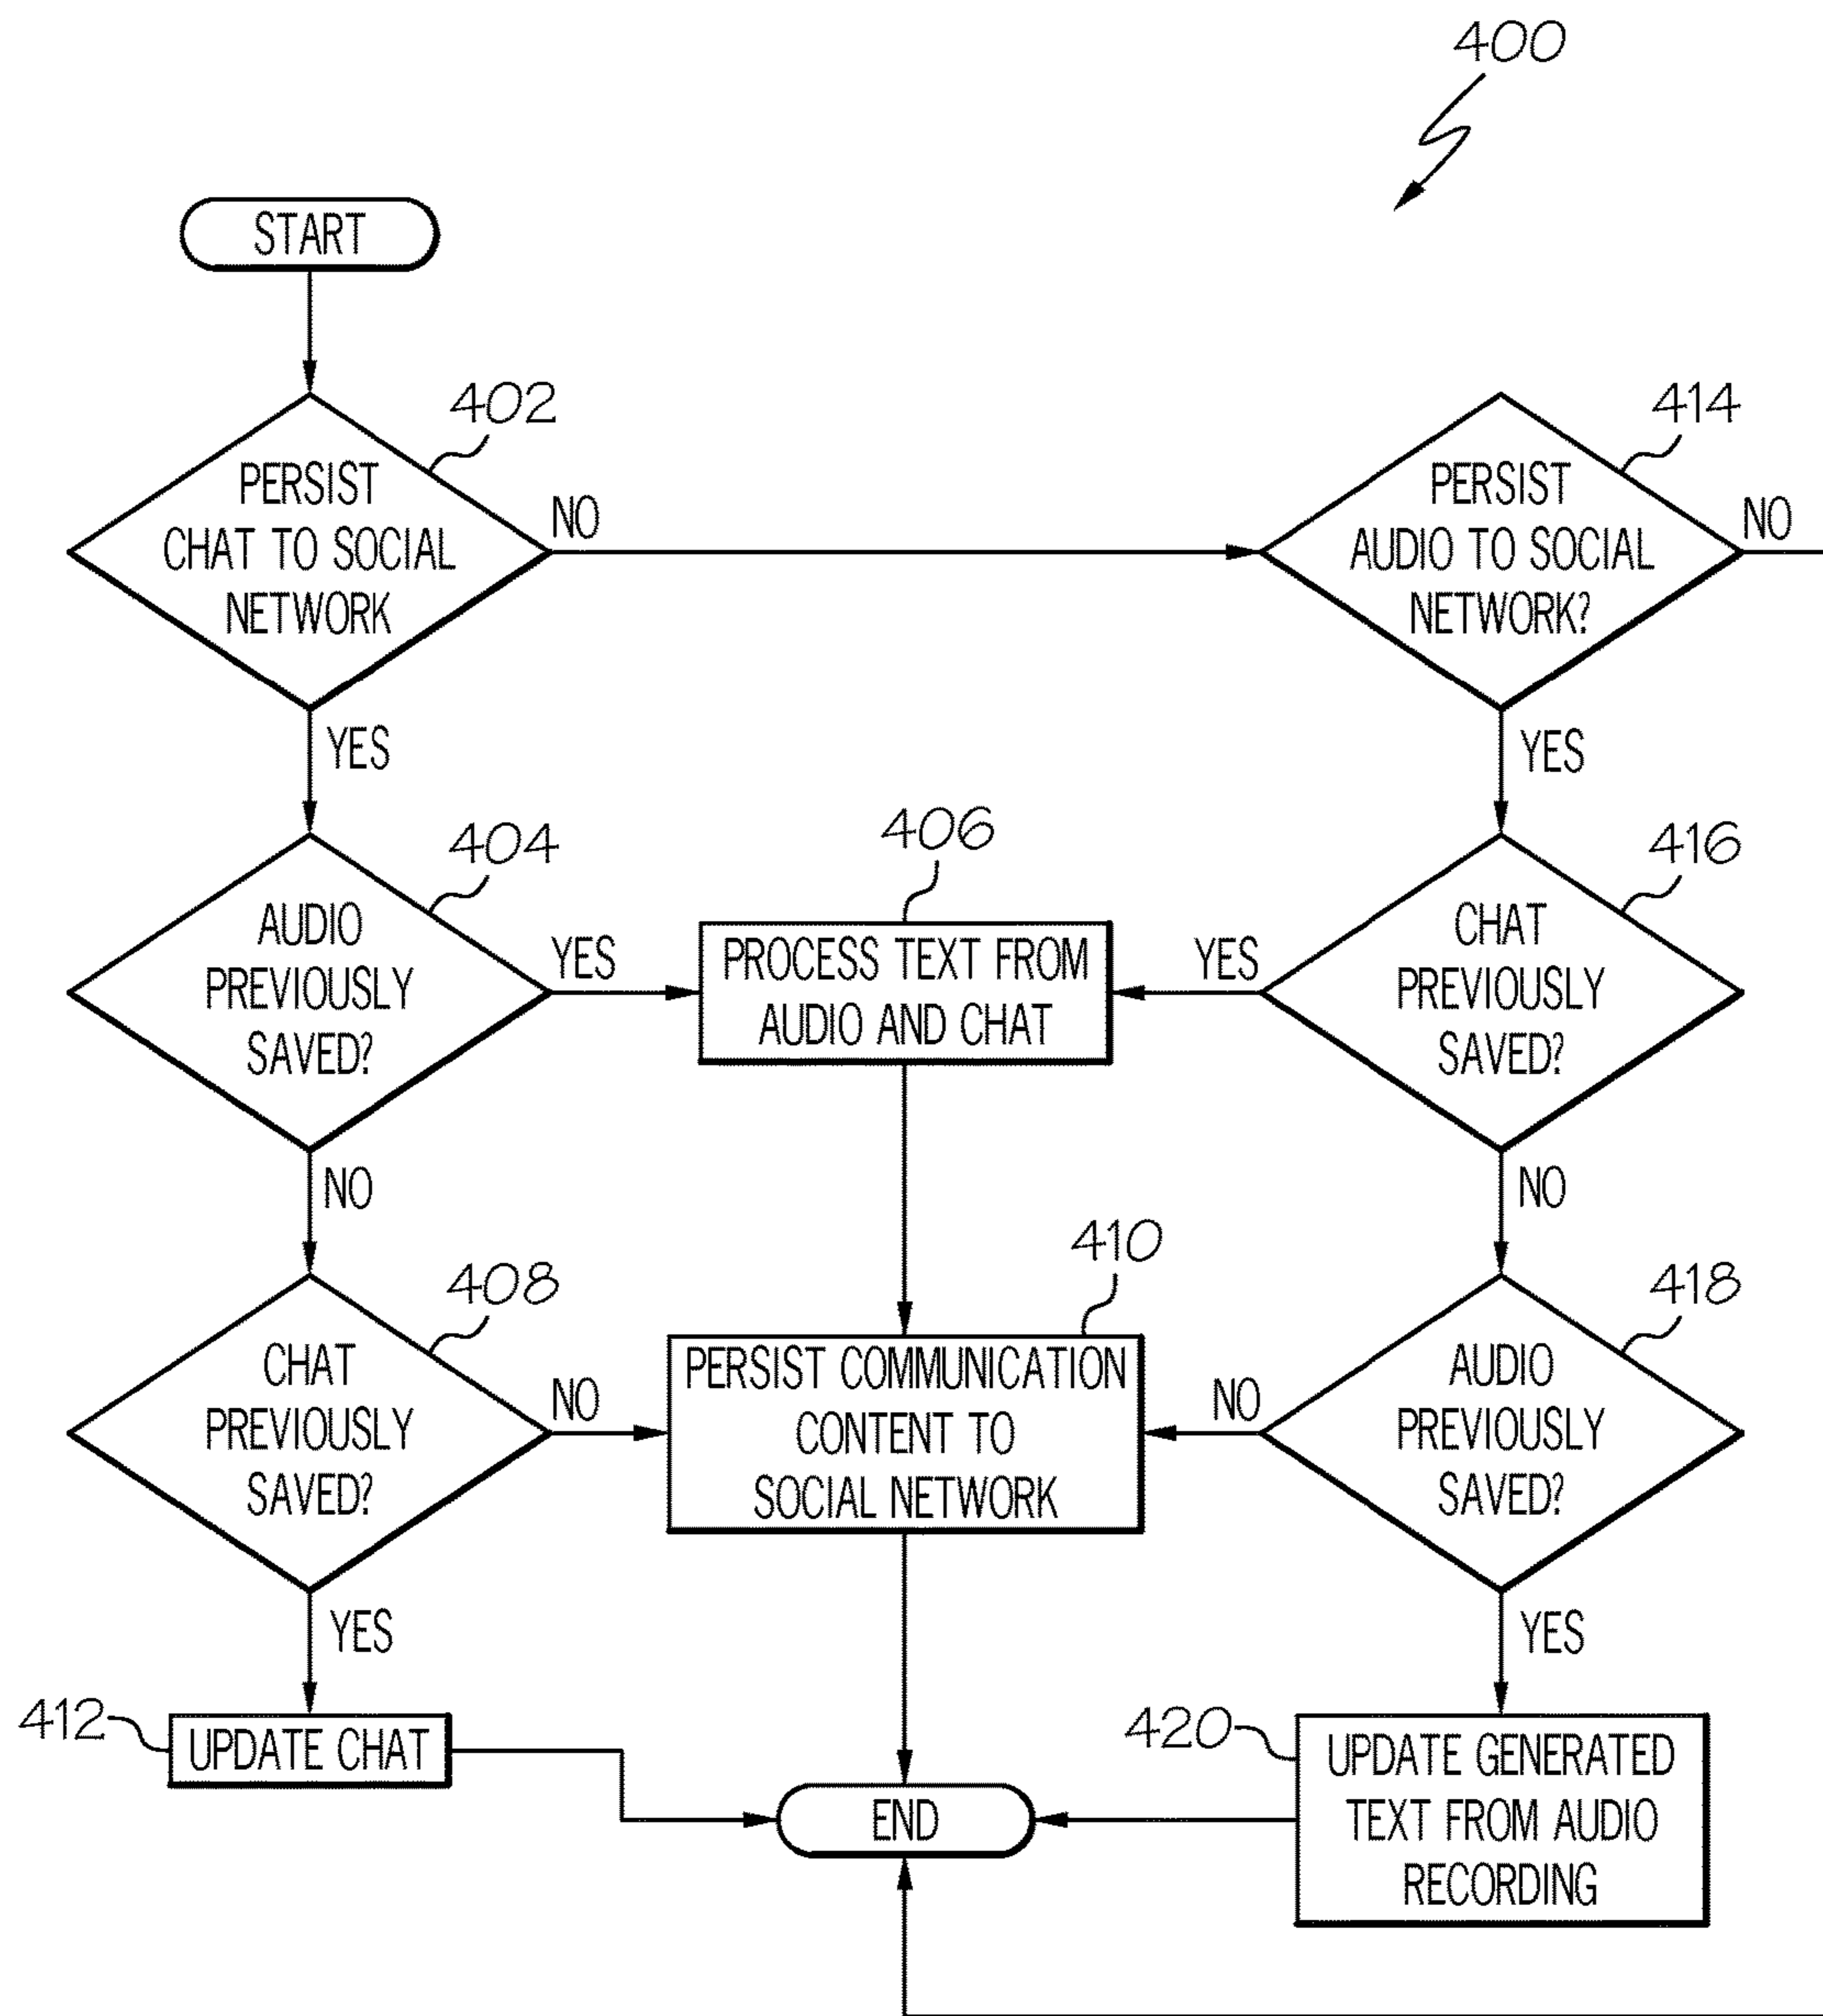 400
START
402
PERSIST
CHAT TO SOCIAL
NETWORK
NO
414
PERSIST
AUDIO TO SOCIAL
NETWORK?
NO
YES
YES
404
AUDIO
PREVIOUSLY
SAVED?
YES
406
PROCESS TEXT FROM
AUDIO AND CHAT
YES
416
CHAT
PREVIOUSLY
SAVED?
NO
NO
408
CHAT
PREVIOUSLY
SAVED?
NO
410
PERSIST COMMUNICATION
CONTENT TO
SOCIAL NETWORK
NO
418
AUDIO
PREVIOUSLY
SAVED?
YES
YES
412
UPDATE CHAT
END
420
UPDATE GENERATED
TEXT FROM AUDIO
RECORDING